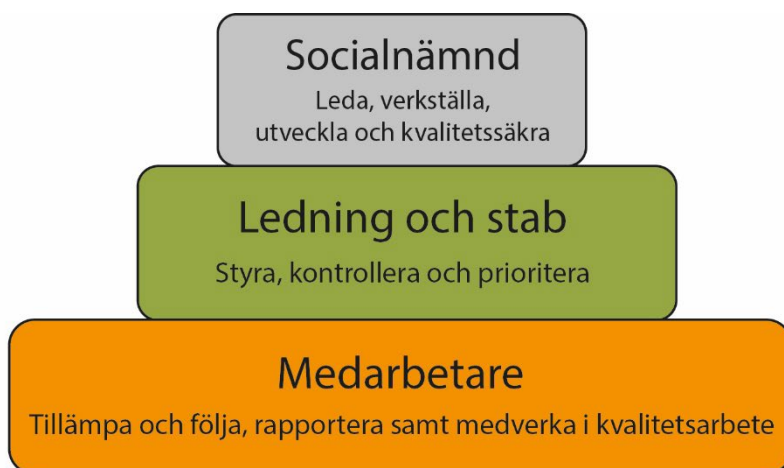 Socialnämnd
Leda, verkställa,
utveckla och kvalitetssäkra
Ledning och stab
Styra, kontrollera och prioritera
Medarbetare
Tillämpa och följa, rapportera samt medverka i kvalitetsarbete